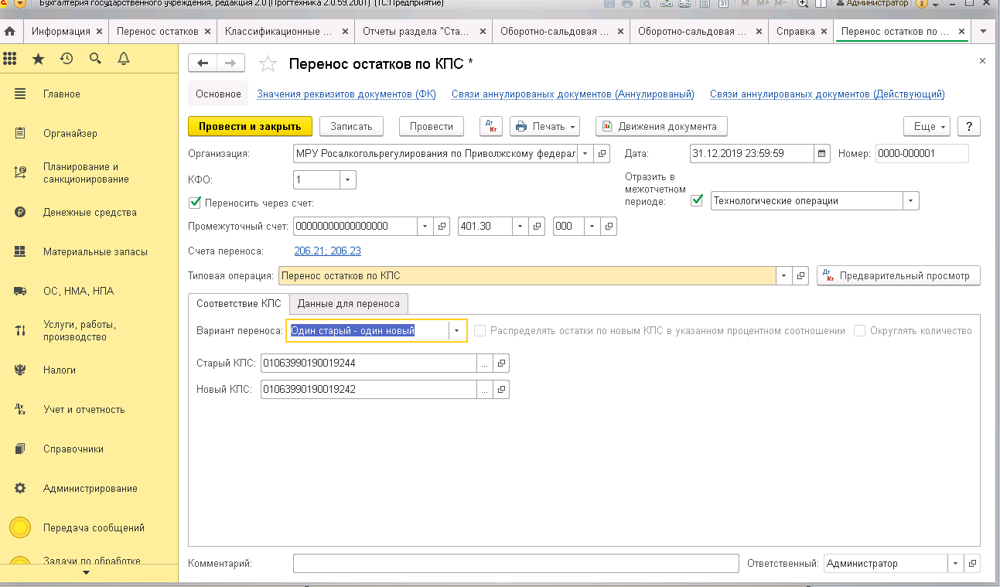 Бухгалтерия государственного учреждения, редакция 2.0 (Прогтехника 2.0.59.2001) (1С:Предприятие)
31 M M+ M- Администратор
Информация Перенос остатков Классификационные ... Отчеты раздела "Ста... Оборотно-сальдовая ... Оборотно-сальдовая ... Справка Перенос остатков по ...
Перенос остатков по КПС *
Основное Значения реквизитов документов (ФК) Связи аннулированых документов (Аннулированый) Связи аннулированых документов (Действующий)
Провести и закрыть Записать Провести Дт Кт Печать Движения документа Еще ?
Организация: МРУ Росалкогольрегулирования по Приволжскому федерал Дата: 31.12.2019 23:59:59 Номер: 0000-000001
КФО: 1
Отразить в межотчетном периоде: Технологические операции
Переносить через счет:
Промежуточный счет: 00000000000000000 401.30 000
Счета переноса: 206.21; 206.23
Типовая операция: Перенос остатков по КПС Дт Кт Предварительный просмотр
Соответствие КПС Данные для переноса
Вариант переноса: Один старый - один новый Распределять остатки по новым КПС в указанном процентном соотношении Округлять количество
Старый КПС: 01063990190019244 ...
Новый КПС: 01063990190019242 ...
Комментарий: Ответственный: Администратор
Главное
Органайзер
Планирование и
санкционирование
Денежные средства
Материальные запасы
ОС, НМА, НПА
Услуги, работы,
производство
Налоги
Дт Кт Учет и отчетность
Справочники
Администрирование
Передача сообщений
Задачи по обработке